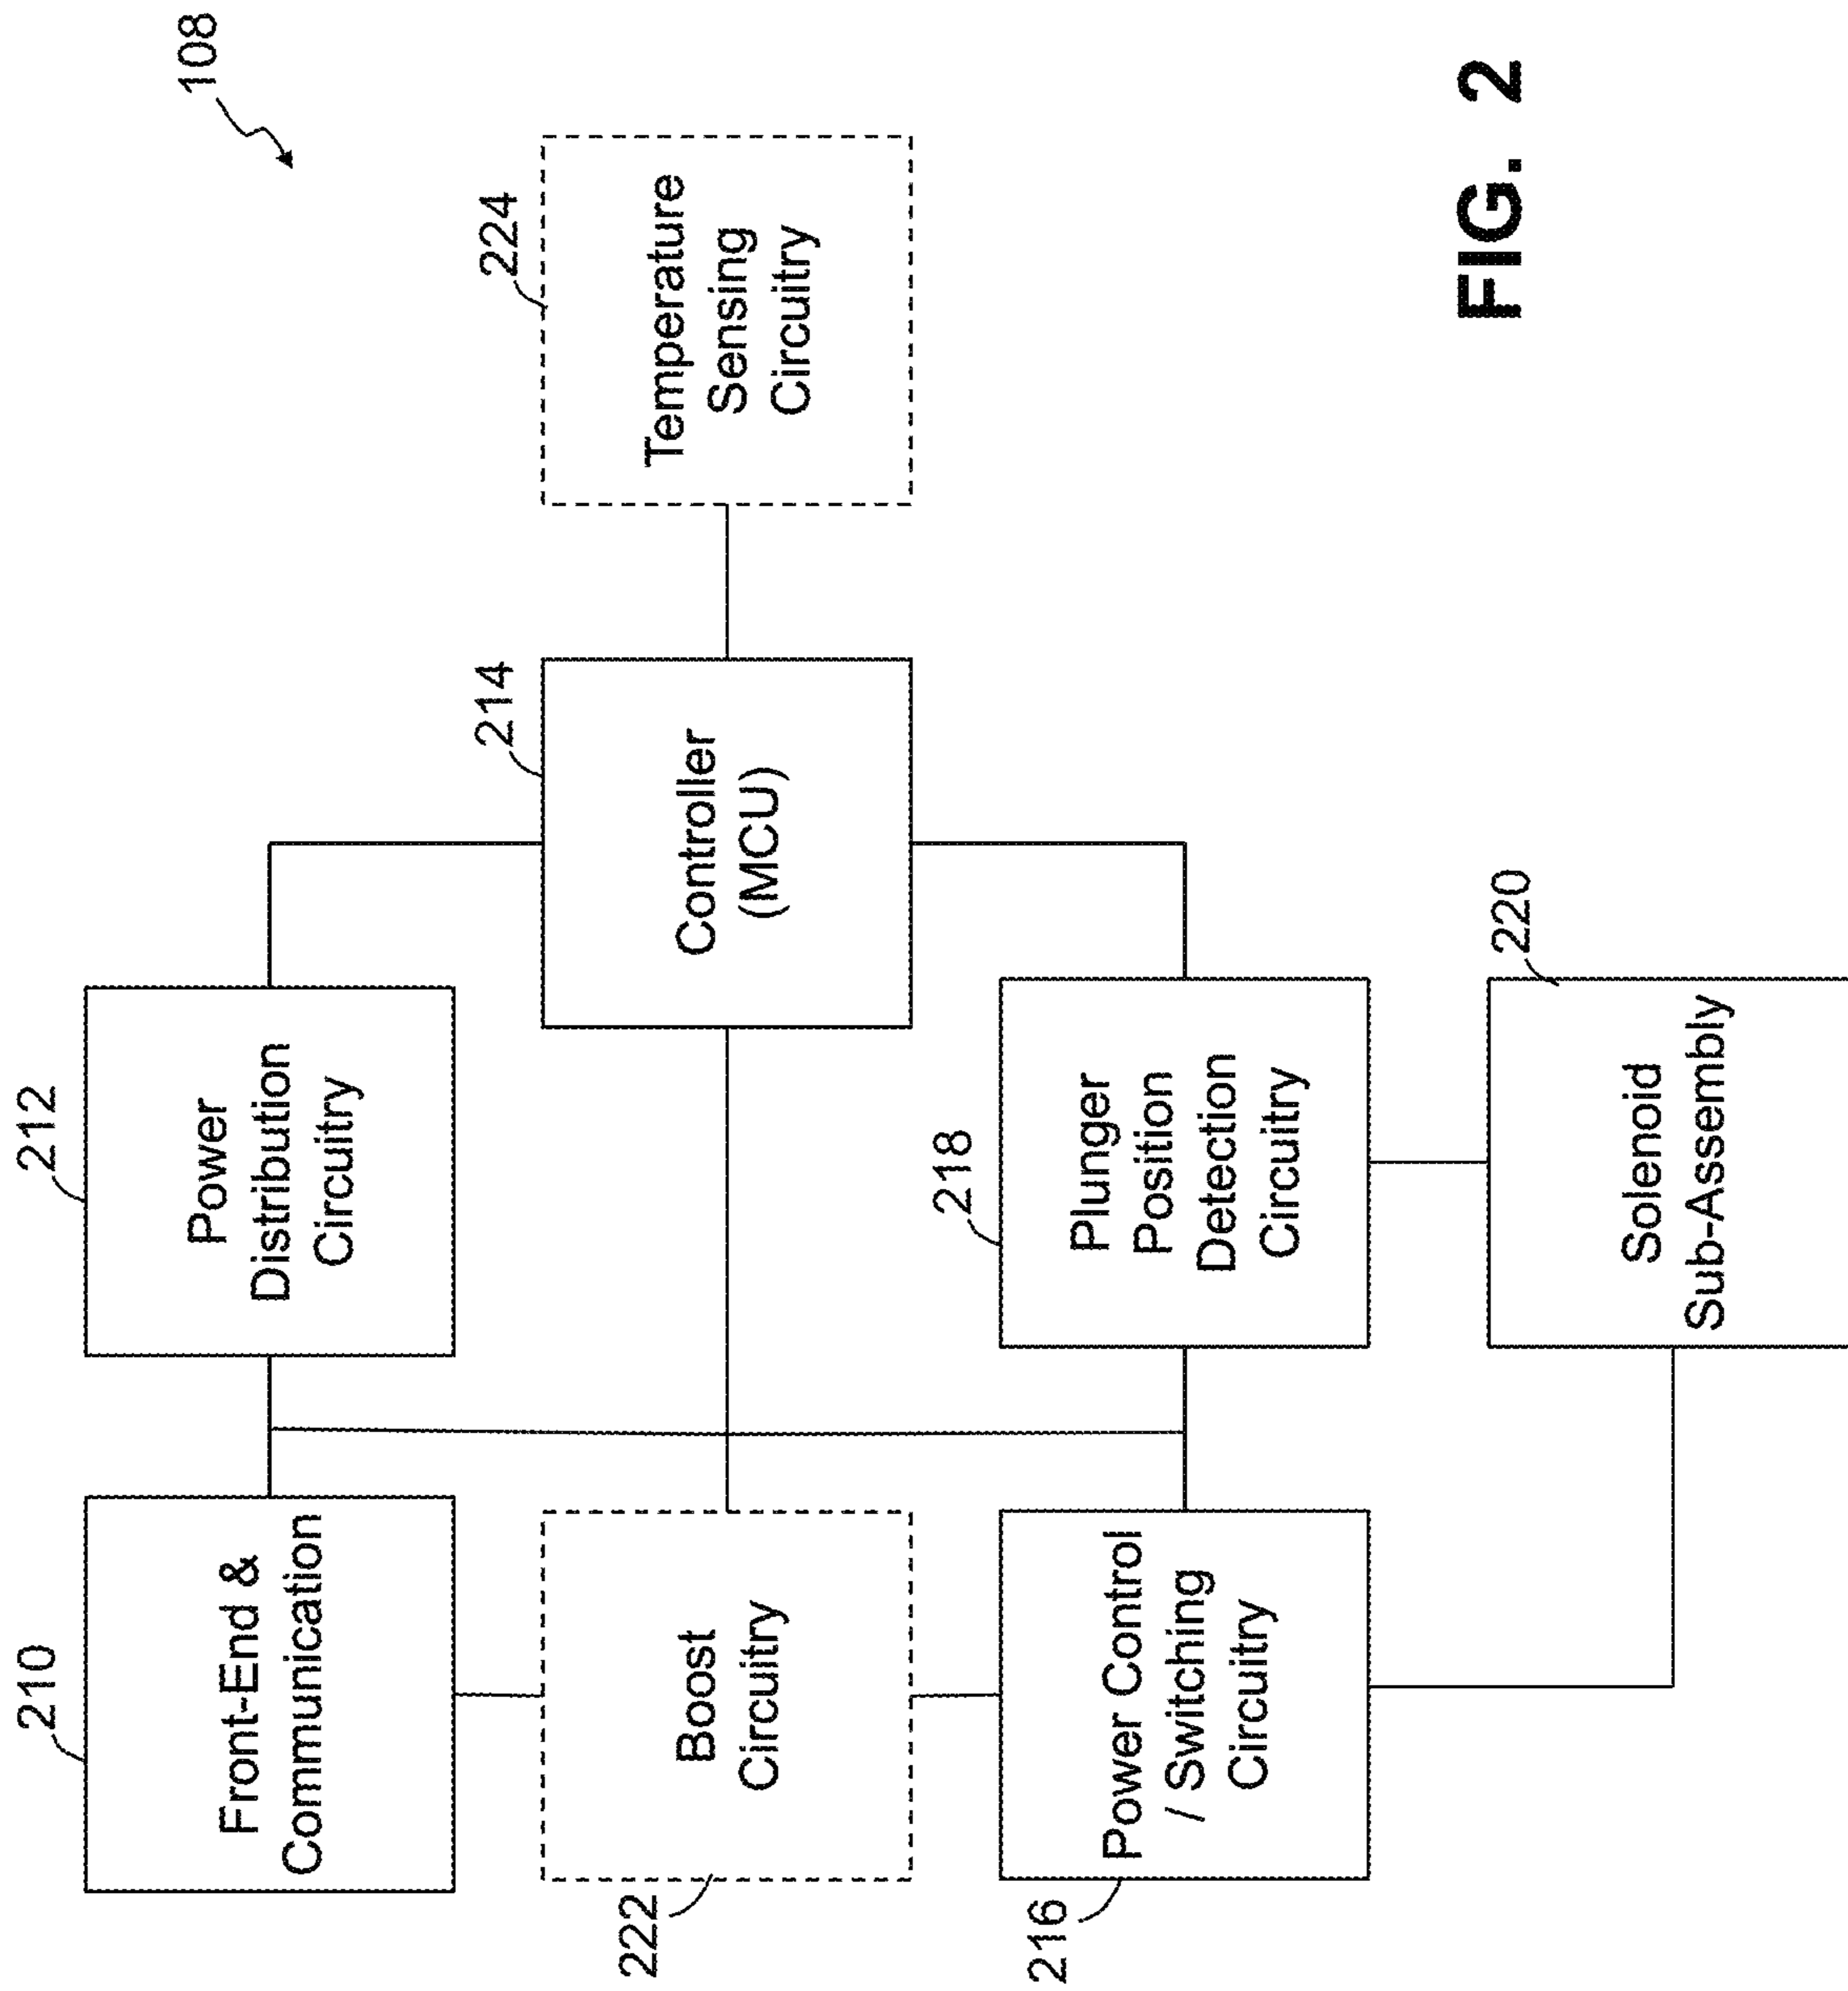 108
210
Front-End &
Communication
212
Power
Distribution
Circuitry
222
Boost
Circuitry
214
Controller
(MCU)
224
Temperature
Sensing
Circuitry
216
Power Control
/ Switching
Circuitry
218
Plunger
Position
Detection
Circuitry
220
Solenoid
Sub-Assembly
FIG. 2